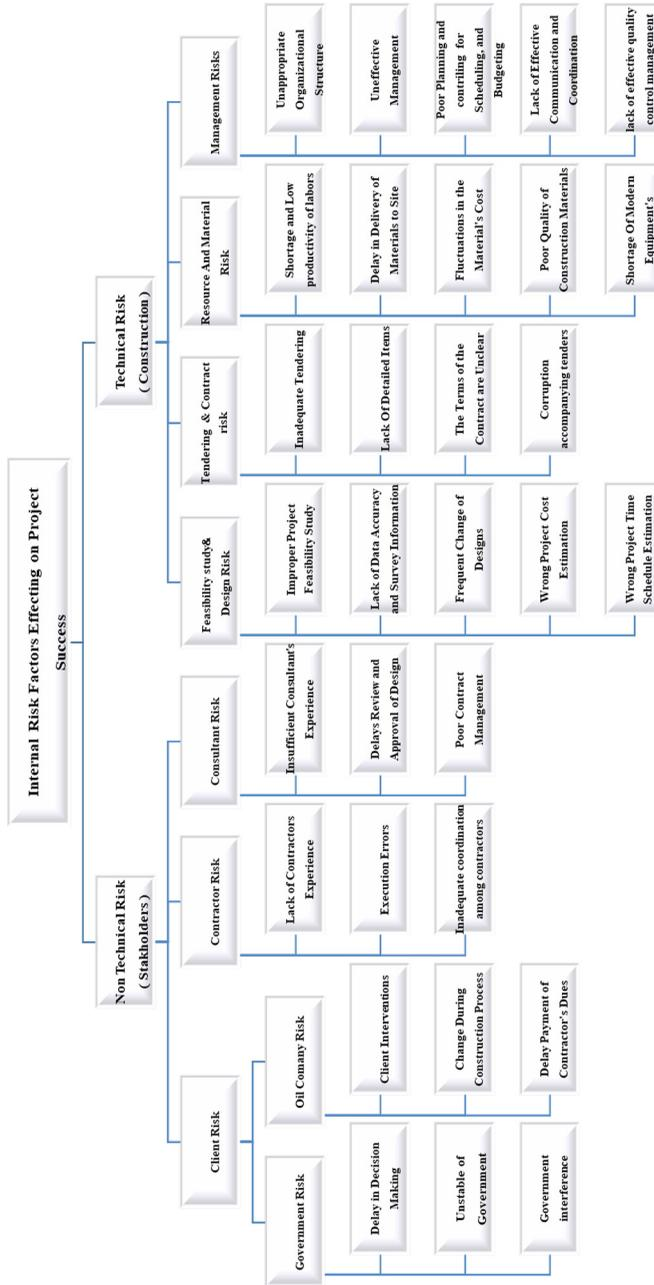 Internal Risk Factors Effecting on Project
Success
Non Technical Risk
( Stakholders )
Client Risk
Government Risk
Delay in Decision
Making
Unstable of
Government
Government
interference
Oil Comany Risk
Client Interventions
Change During
Construction Process
Delay Payment of
Contractor's Dues
Contractor Risk
Lack of Contractors
Experience
Execution Errors
Inadequate coordination
among contractors
Consultant Risk
Insufficient Consultant's
Experience
Delays Review and
Approval of Design
Poor Contract
Management
Technical Risk
( Construction )
Feasibility study&
Design Risk
Improper Project
Feasibility Study
Lack of Data Accuracy
and Survey Information
Frequent Change of
Designs
Wrong Project Cost
Estimation
Wrong Project Time
Schedule Estimation
Tendering & Contract
risk
Inadequate Tendering
Lack Of Detailed Items
The Terms of the
Contract are Unclear
Corruption
accompanying tenders
Resource And Material
Risk
Shortage and Low
productivity of labors
Delay in Delivery of
Materials to Site
Fluctuations in the
Material's Cost
Poor Quality of
Construction Materials
Shortage Of Modern
Equipment's
Management Risks
Unappropriate
Organizational
Structure
Uneffective
Management
Poor Planning and
contriling for
Scheduling, and
Budgeting
Lack of Effective
Communication and
Coordination
lack of effective quality
control management